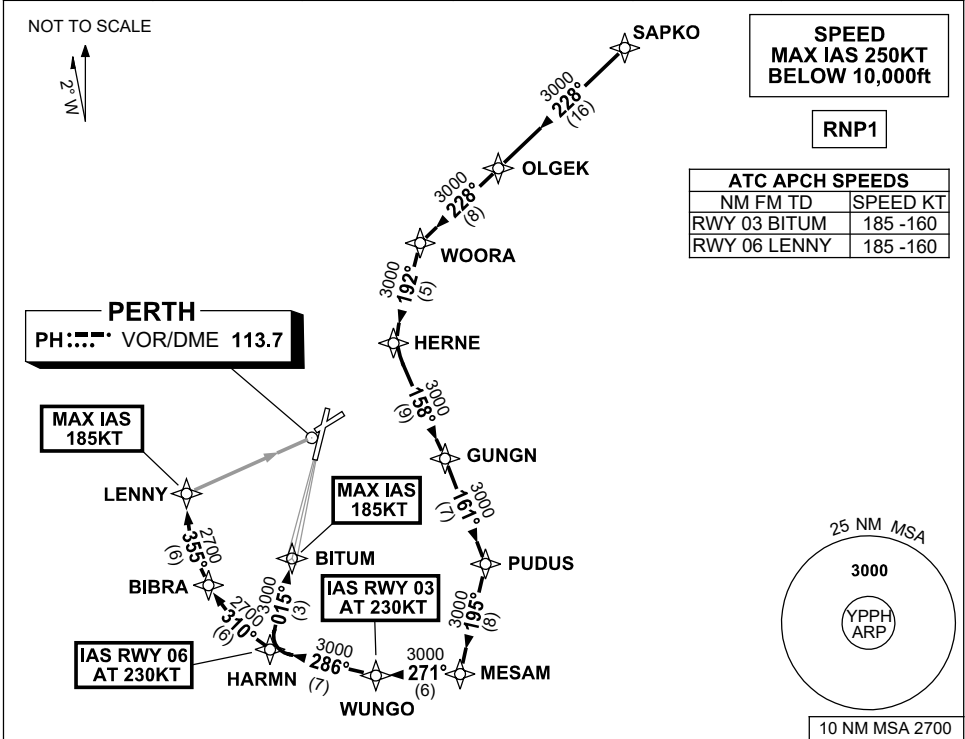 NOT TO SCALE
2° W
SAPKO
SPEED
MAX IAS 250KT
BELOW 10,000ft
RNP1
ATC APCH SPEEDS
NM FM TD SPEED KT
RWY 03 BITUM 185 -160
RWY 06 LENNY 185 -160
3000
228°
(16)
OLGEK
3000
228°
(8)
WOORA
3000
192°
(5)
HERNE
PERTH
PH VOR/DME 113.7
3000
158°
(9)
GUNGN
MAX IAS
185KT
LENNY
MAX IAS
185KT
BITUM
3000
161°
(7)
PUDUS
2700
355°
(6)
BIBRA
IAS RWY 03
AT 230KT
3000
195°
(8)
MESAM
2700
310°
(6)
3000
015°
(3)
IAS RWY 06
AT 230KT
HARMN
3000
286°
(7)
WUNGO
3000
271°
(6)
25 NM MSA
3000
YPPH
ARP
10 NM MSA 2700